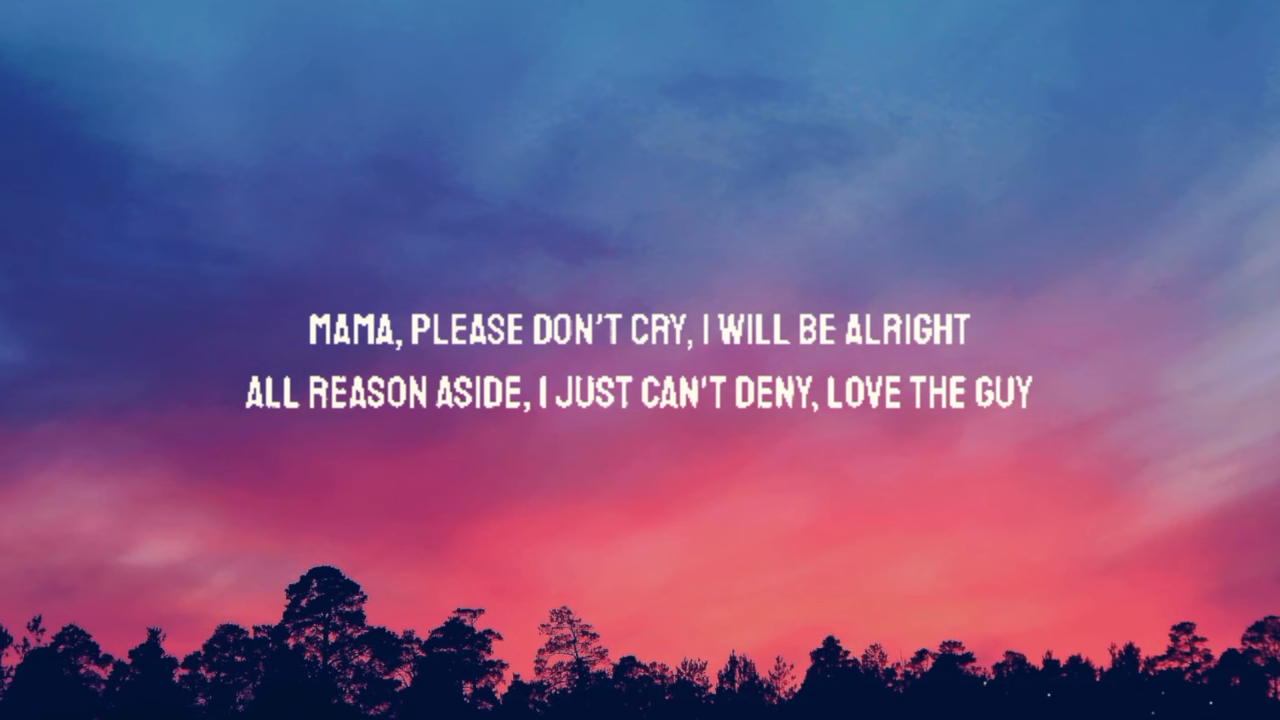 MAMA, PLEASE DON'T CRY, I WILL BE ALRIGHT
ALL REASON ASIDE, I JUST CAN'T DENY, LOVE THE GUY